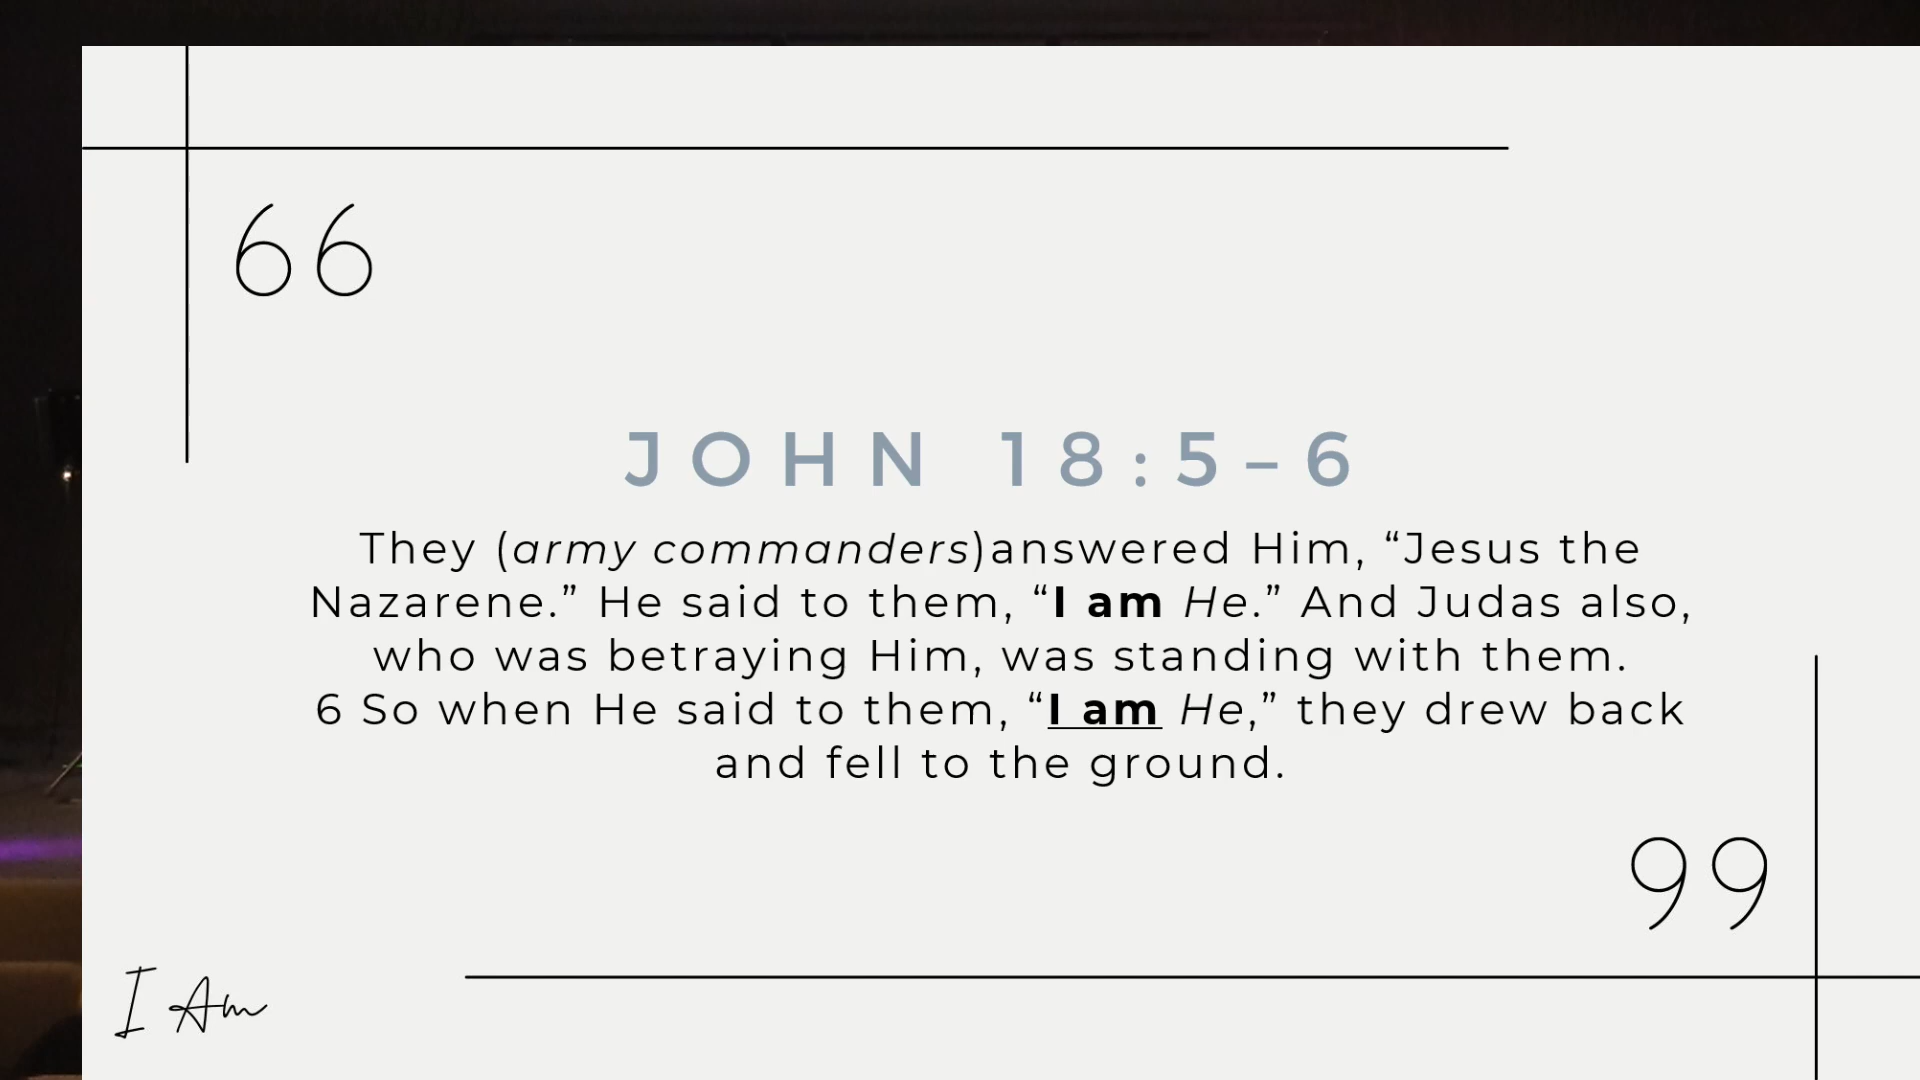 66
JOHN 18:5–6
They (army commanders)answered Him, “Jesus the
Nazarene.” He said to them, “I am He.” And Judas also,
who was betraying Him, was standing with them.
6 So when He said to them, “I am He,” they drew back
and fell to the ground.
99
I Am